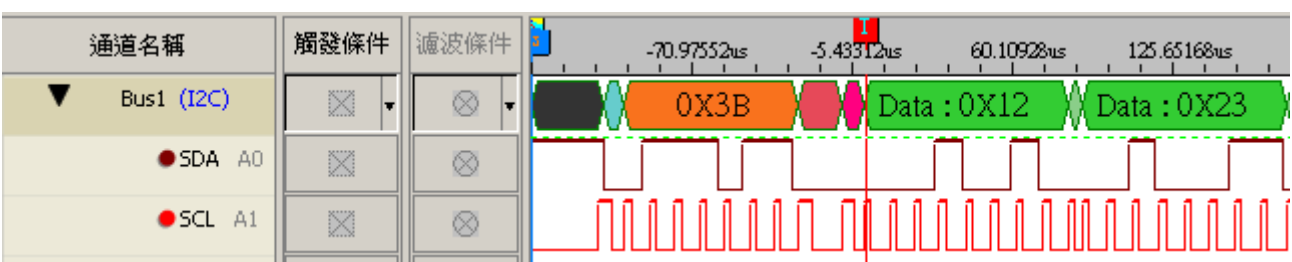 通道名稱 觸發條件 濾波條件 -70.97552us -5.43312us 60.10928us 125.65168us
T
Bus1 (I2C) 0X3B Data:0X12 Data:0X23
SDA A0
SCL A1